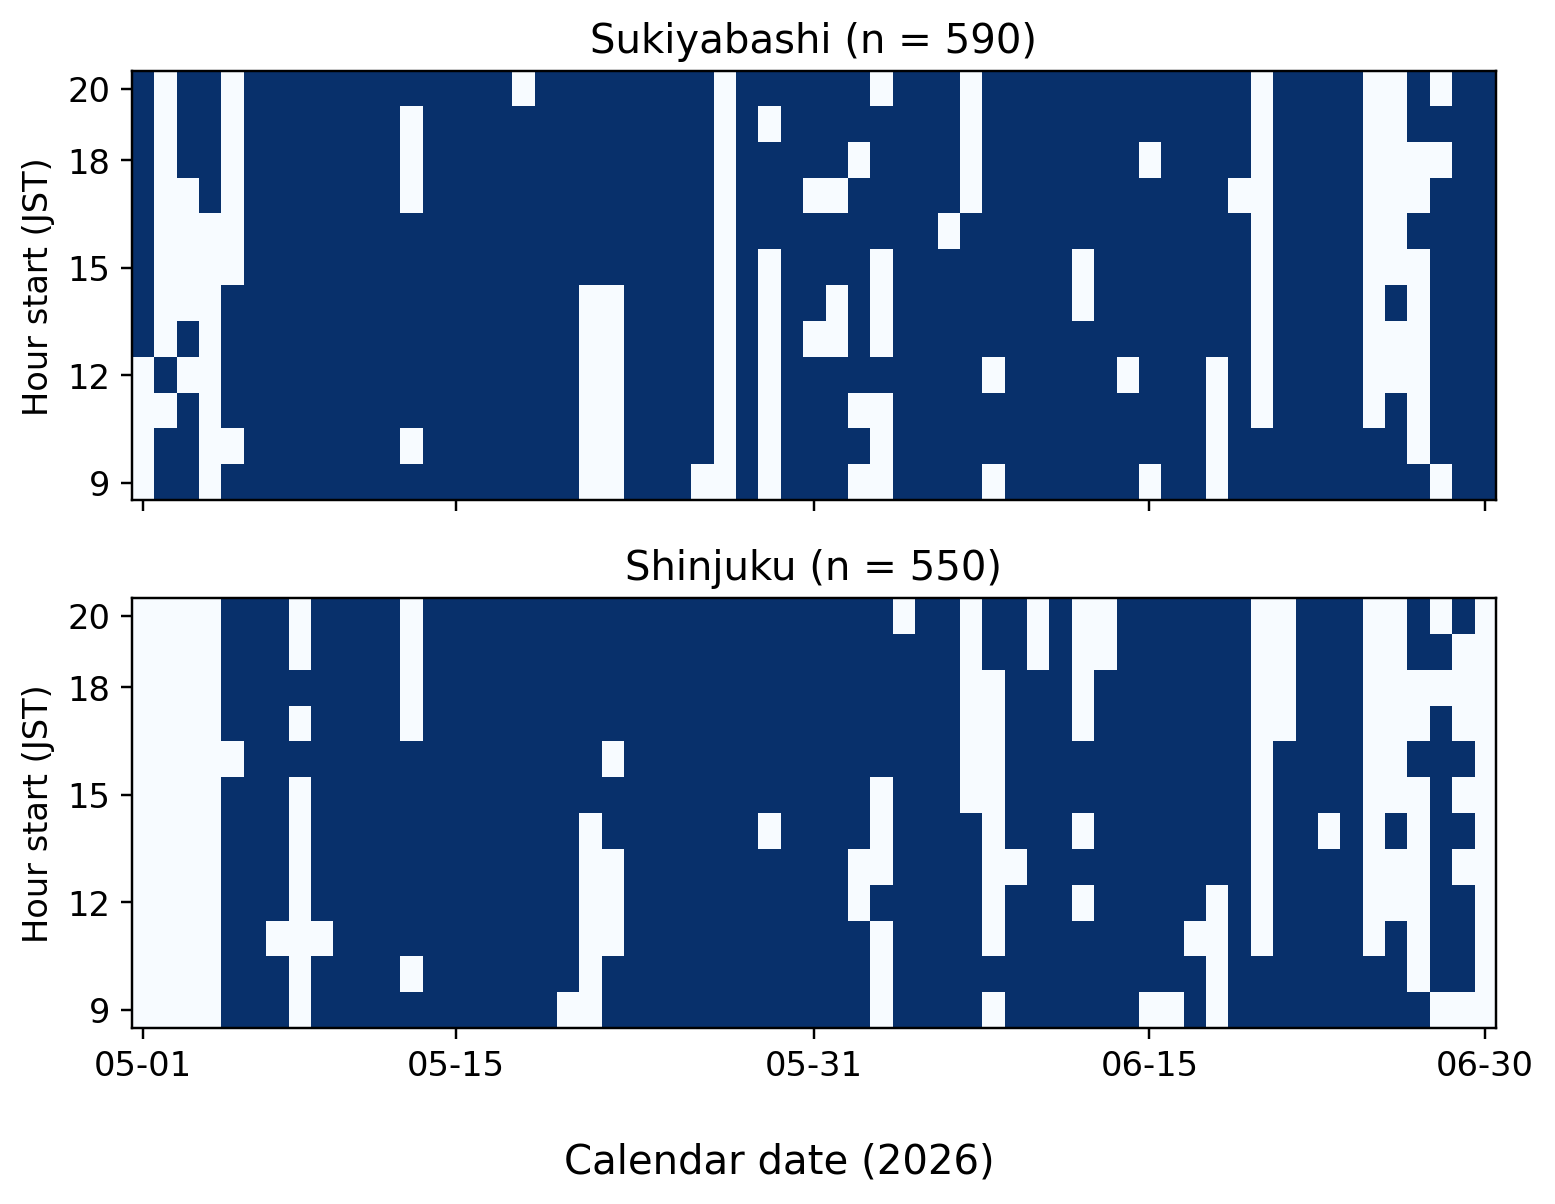 Sukiyabashi (n = 590)
Hour start (JST)
20
18
15
12
9
Shinjuku (n = 550)
Hour start (JST)
20
18
15
12
9
05-01 05-15 05-31 06-15 06-30
Calendar date (2026)